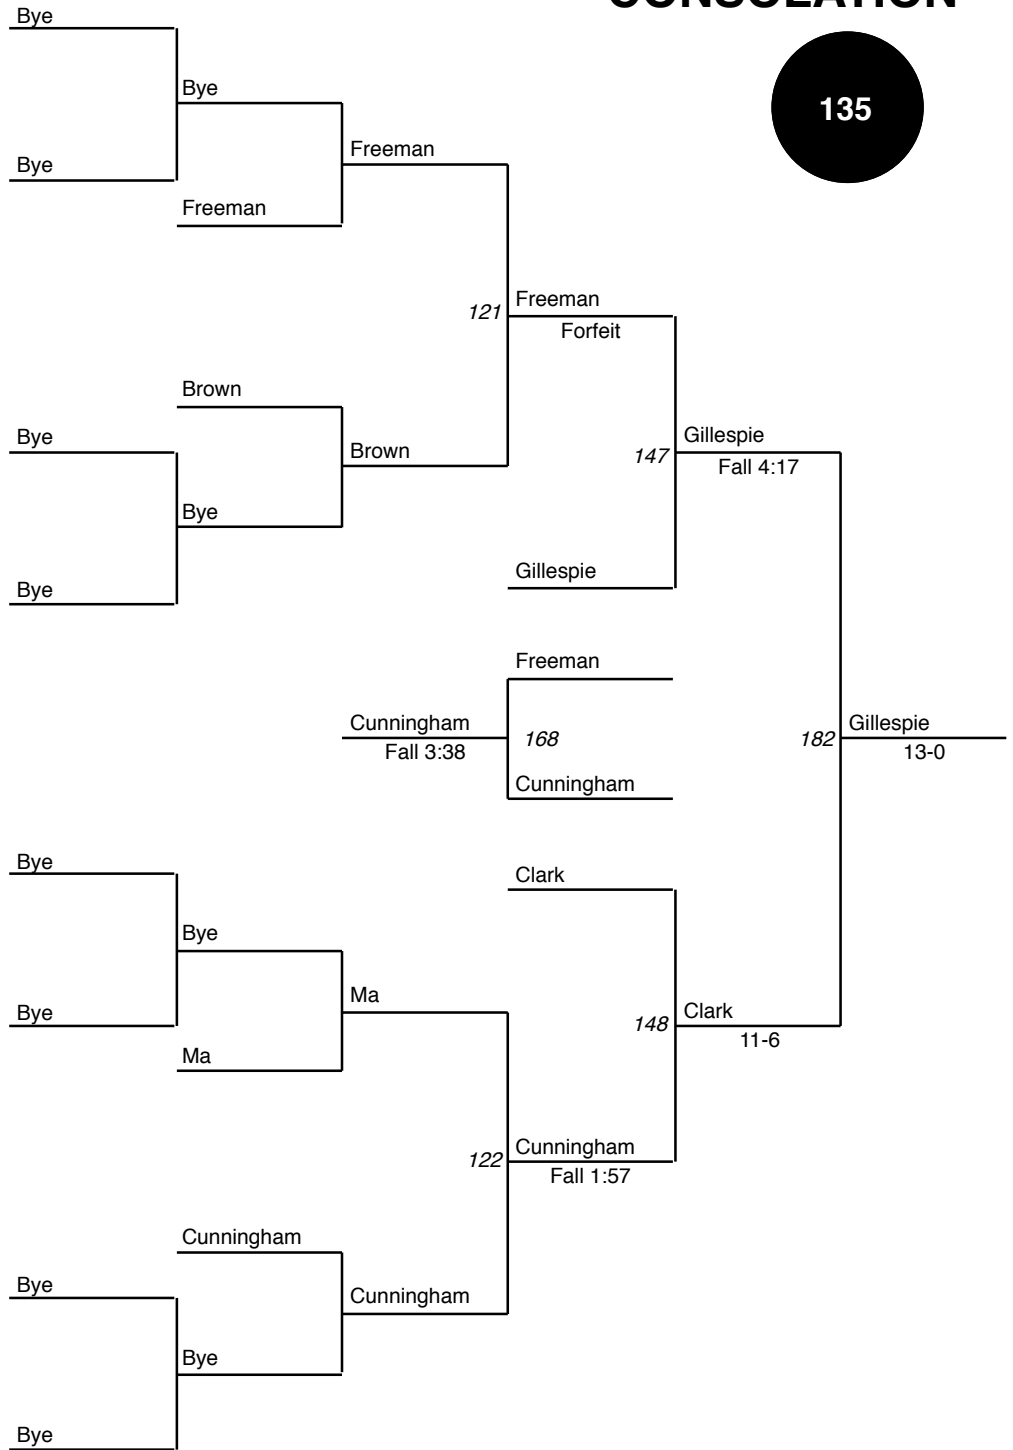 CONSOLATION
Bye
135
Bye
Freeman
Bye
Freeman
Freeman
121
Forfeit
Brown
Bye
Gillespie
Brown
147
Fall 4:17
Bye
Gillespie
Bye
Freeman
Cunningham
Gillespie
168
182
Fall 3:38
13-0
Cunningham
Bye
Clark
Bye
Ma
Bye
Clark
148
11-6
Ma
Cunningham
122
Fall 1:57
Cunningham
Bye
Cunningham
Bye
Bye